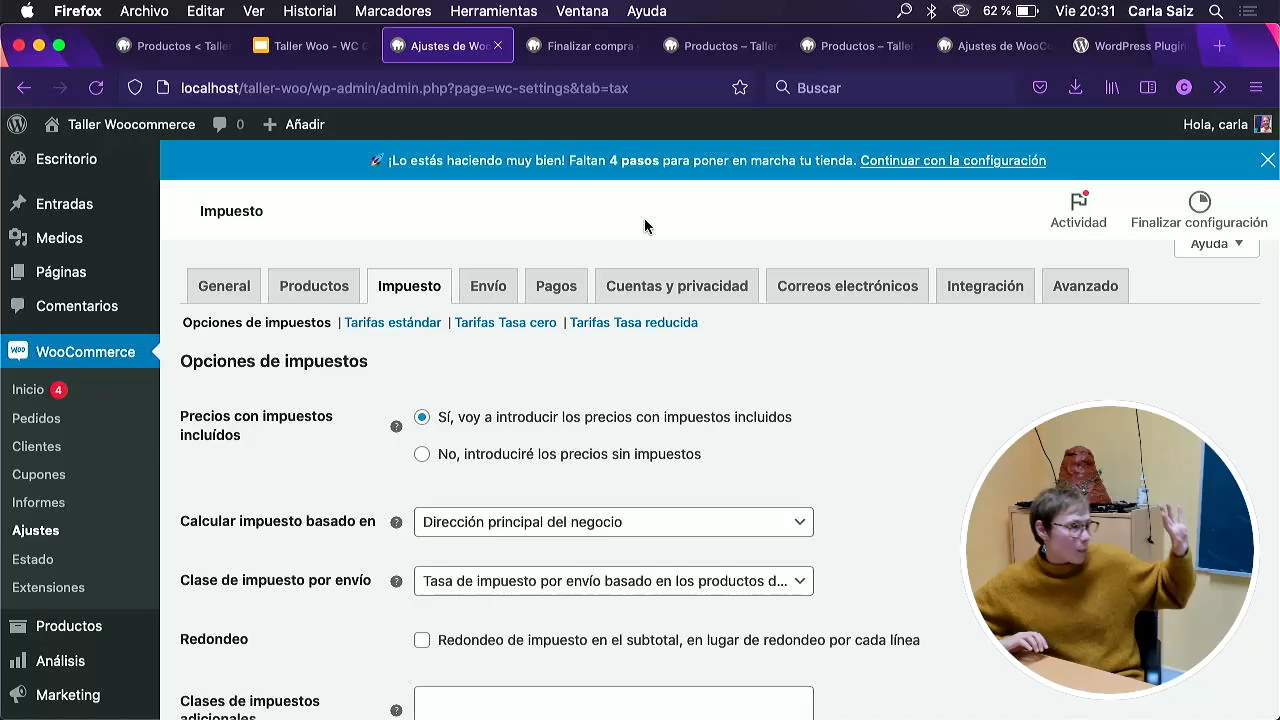 Firefox Archivo Editar Ver Historial Marcadores Herramientas Ventana Ayuda 62 % Vie 20:31 Carla Saiz
Productos < Taller Taller Woo - WC G Ajustes de Woo Finalizar compra Productos – Taller Productos – Taller Ajustes de WooCo WordPress Plugin
localhost/taller-woo/wp-admin/admin.php?page=wc-settings&tab=tax Buscar
Taller Woocommerce 0 Añadir Hola, carla
Escritorio
Entradas
Medios
Páginas
Comentarios
WooCommerce
Inicio 4
Pedidos
Clientes
Cupones
Informes
Ajustes
Estado
Extensiones
Productos
Análisis
Marketing
¡Lo estás haciendo muy bien! Faltan 4 pasos para poner en marcha tu tienda. Continuar con la configuración
Impuesto
Actividad Finalizar configuración
Ayuda
General Productos Impuesto Envío Pagos Cuentas y privacidad Correos electrónicos Integración Avanzado
Opciones de impuestos | Tarifas estándar | Tarifas Tasa cero | Tarifas Tasa reducida
Opciones de impuestos
Precios con impuestos
incluídos
Sí, voy a introducir los precios con impuestos incluidos
No, introduciré los precios sin impuestos
Calcular impuesto basado en Dirección principal del negocio
Clase de impuesto por envío Tasa de impuesto por envío basado en los productos d...
Redondeo Redondeo de impuesto en el subtotal, en lugar de redondeo por cada línea
Clases de impuestos
adicionales